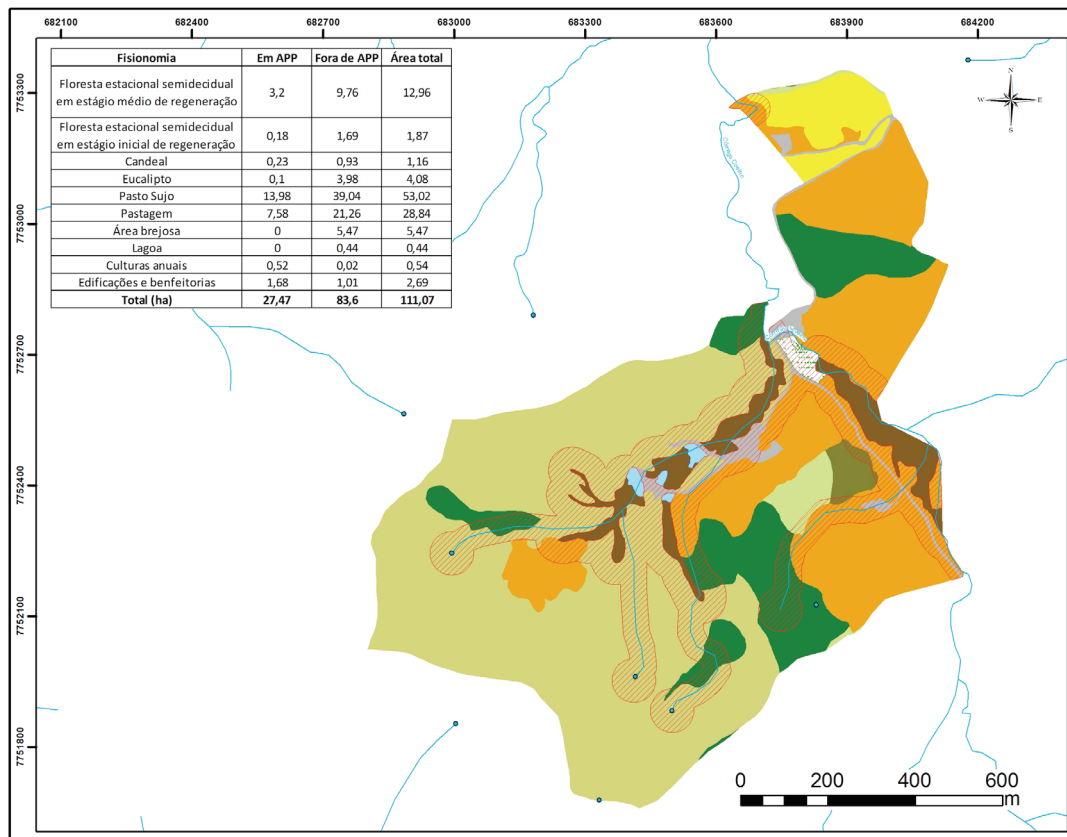 682100 682400 682700 683000 683300 683600 683900 684200
7753300
7753000
7752700
7752400
7752100
7751800
Fisionomia Em APP Fora de APP Área total
Floresta estacional semidecidual
em estágio médio de regeneração 3,2 9,76 12,96
Floresta estacional semidecidual
em estágio inicial de regeneração 0,18 1,69 1,87
Candeal 0,23 0,93 1,16
Eucalipto 0,1 3,98 4,08
Pasto Sujo 13,98 39,04 53,02
Pastagem 7,58 21,26 28,84
Área brejosa 0 5,47 5,47
Lagoa 0 0,44 0,44
Culturas anuais 0,52 0,02 0,54
Edificações e benfeitorias 1,68 1,01 2,69
Total (ha) 27,47 83,6 111,07
N
W E
S
Córrego Coelho
0 200 400 600
m